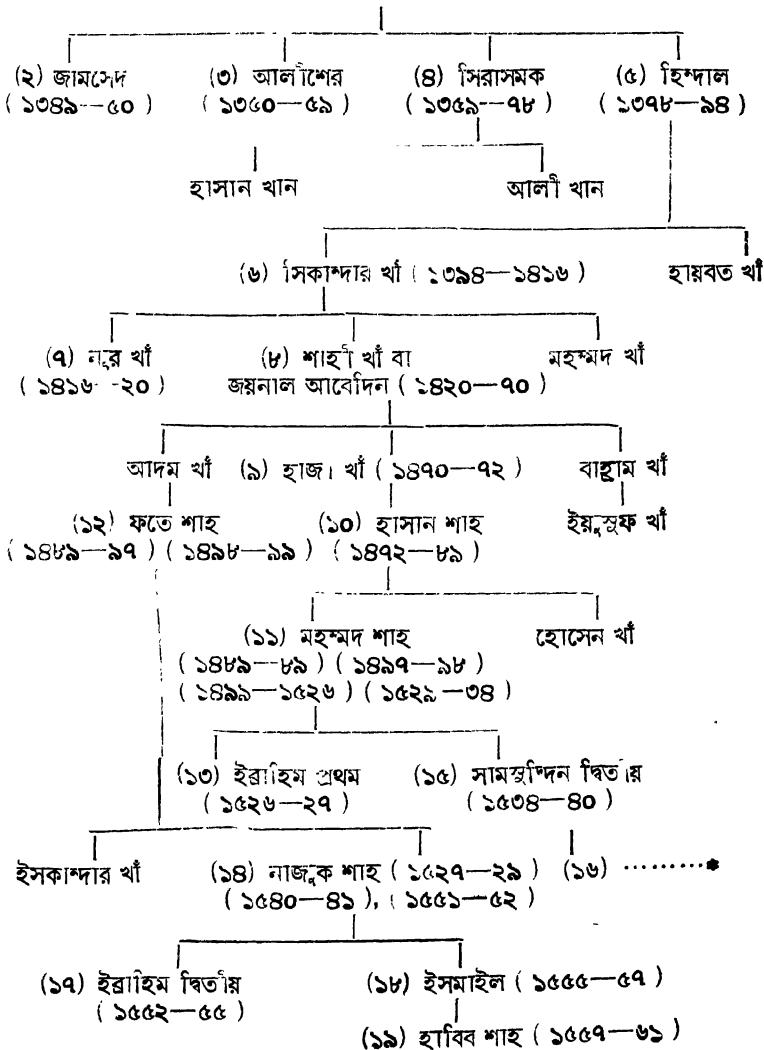 (২) জামসেদ (৩) আলীশের (৪) সিরাসমক (৫) হিন্দাল
(১৩৪৯--৫০) (১৩৫০—৫৯) (১৩৫৯--৭৮) (১৩৭৮—৯৪)
হাসান খান আলী খান
(৬) সিকান্দার খাঁ (১৩৯৪—১৪১৬) হায়বত খাঁ
(৭) নূর খাঁ (৮) শাহী খাঁ বা মহম্মদ খাঁ
(১৪১৬--২০) জয়নাল আবেদিন (১৪২০—৭০)
আদম খাঁ (৯) হাজী খাঁ (১৪৭০—৭২) বাহ্রাম খাঁ
(১২) ফতে শাহ (১০) হাসান শাহ ইয়ুসুফ খাঁ
(১৪৮৯—৯৭) (১৪৯৮—৯৯) (১৪৭২—৮৯)
(১১) মহম্মদ শাহ হোসেন খাঁ
(১৪৮৯--৮৯) (১৪৯৭—৯৮)
(১৪৯৯—১৫২৬) (১৫২৯—৩৪)
(১৩) ইব্রাহিম প্রথম (১৫) সামসুদ্দিন দ্বিতীয়
(১৫২৬—২৭) (১৫৩৪—৪০)
ইসকান্দার খাঁ (১৪) নাজুক শাহ (১৫২৭—২৯) (১৬) ........*
(১৫৪০—৪১), (১৫৫১—৫২)
(১৭) ইব্রাহিম দ্বিতীয় (১৮) ইসমাইল (১৫৫৫—৫৭)
(১৫৫২—৫৫)
(১৯) হাবিব শাহ (১৫৫৭—৬১)